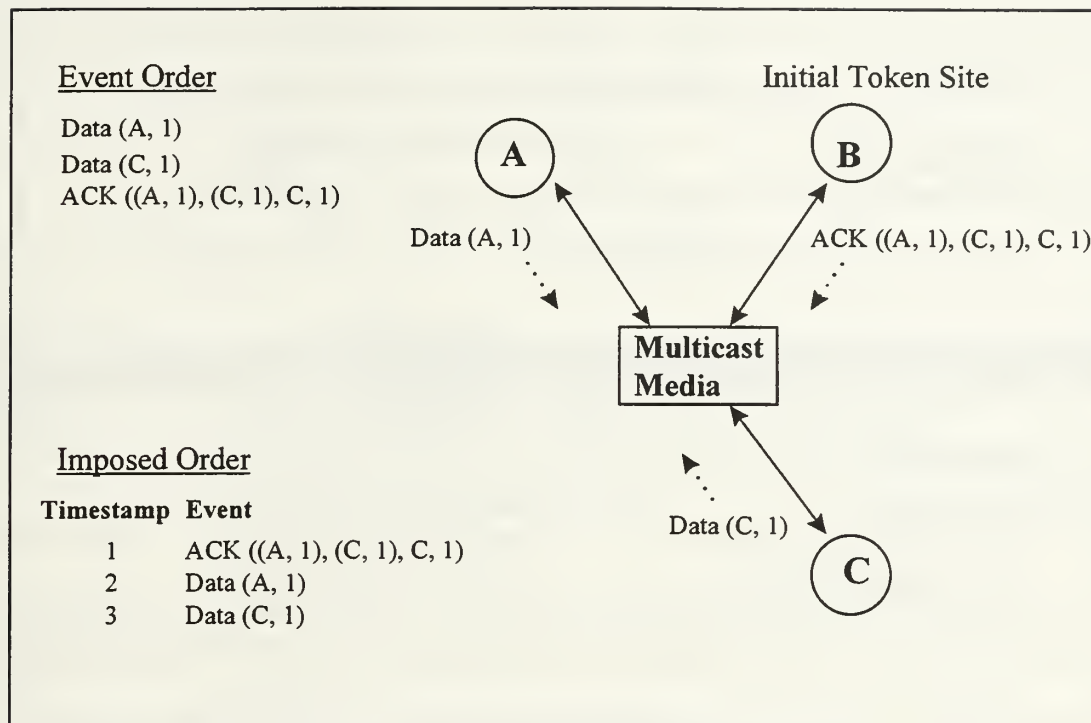 Event Order
Data (A, 1)
Data (C, 1)
ACK ((A, 1), (C, 1), C, 1)
Initial Token Site
A
B
Data (A, 1)
ACK ((A, 1), (C, 1), C, 1)
Multicast
Media
Data (C, 1)
C
Imposed Order
Timestamp Event
1 ACK ((A, 1), (C, 1), C, 1)
2 Data (A, 1)
3 Data (C, 1)